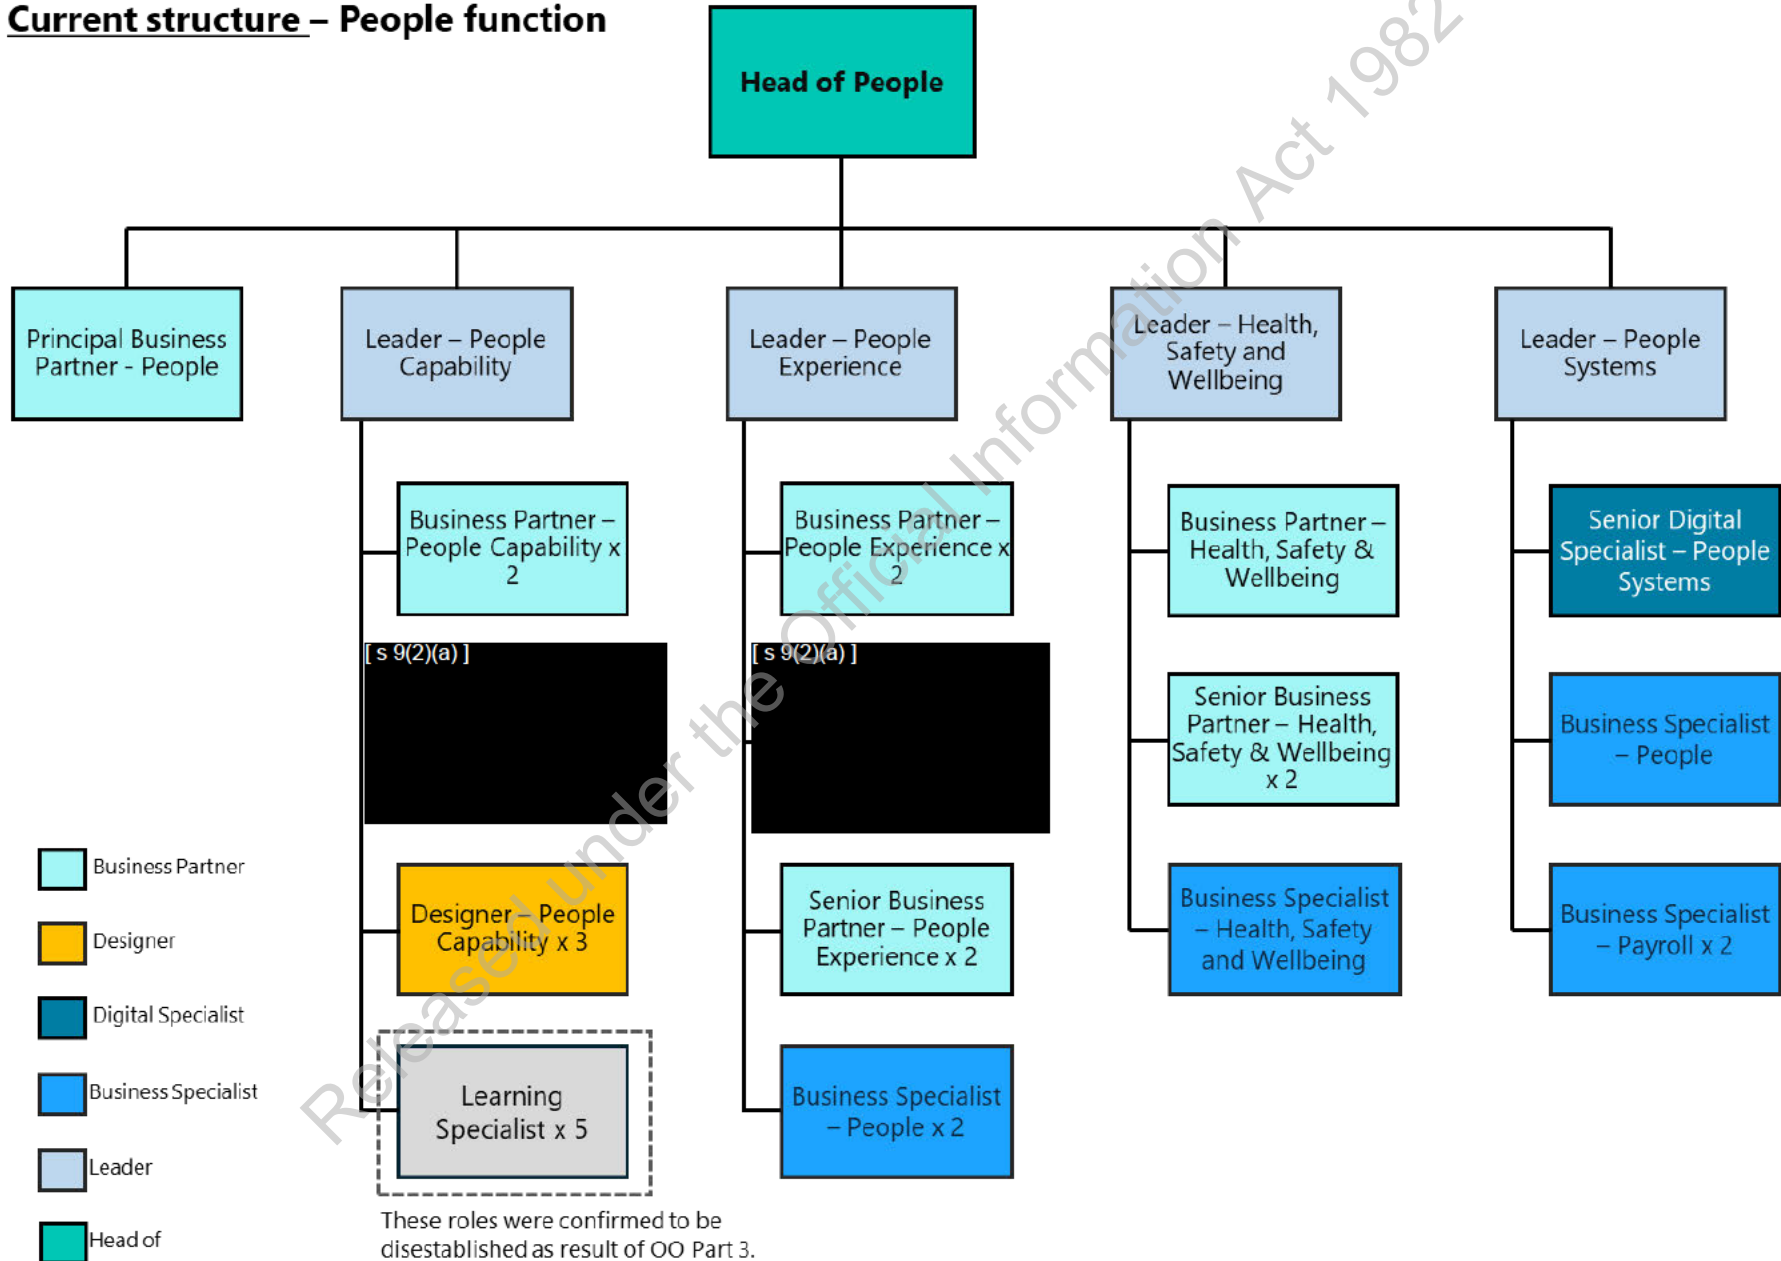 Current structure – People function
Head of People
Principal Business
Partner - People
Leader – People
Capability
Leader – People
Experience
Leader – Health,
Safety and
Wellbeing
Leader – People
Systems
Business Partner –
People Capability x
2
[ s 9(2)(a) ]
Designer – People
Capability x 3
Learning
Specialist x 5
These roles were confirmed to be
disestablished as result of OO Part 3.
Business Partner –
People Experience x
2
[ s 9(2)(a) ]
Senior Business
Partner – People
Experience x 2
Business Specialist
– People x 2
Business Partner –
Health, Safety &
Wellbeing
Senior Business
Partner – Health,
Safety & Wellbeing
x 2
Business Specialist
– Health, Safety
and Wellbeing
Senior Digital
Specialist – People
Systems
Business Specialist
– People
Business Specialist
– Payroll x 2
Business Partner
Designer
Digital Specialist
Business Specialist
Leader
Head of
Released under the Official Information Act 1982